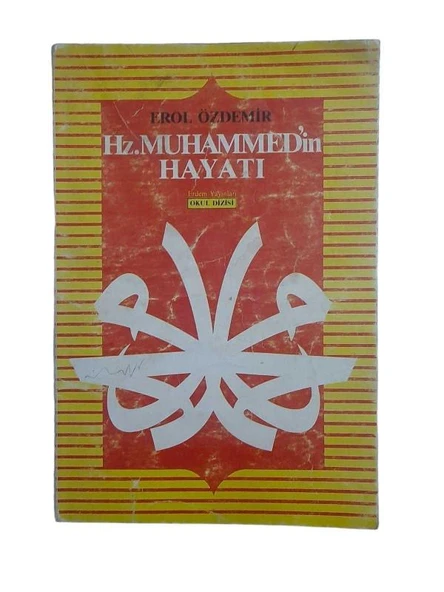 EROL ÖZDEMİR
Hz. MUHAMMED'in
HAYATI
Erdem Yayınları
OKUL DİZİSİ